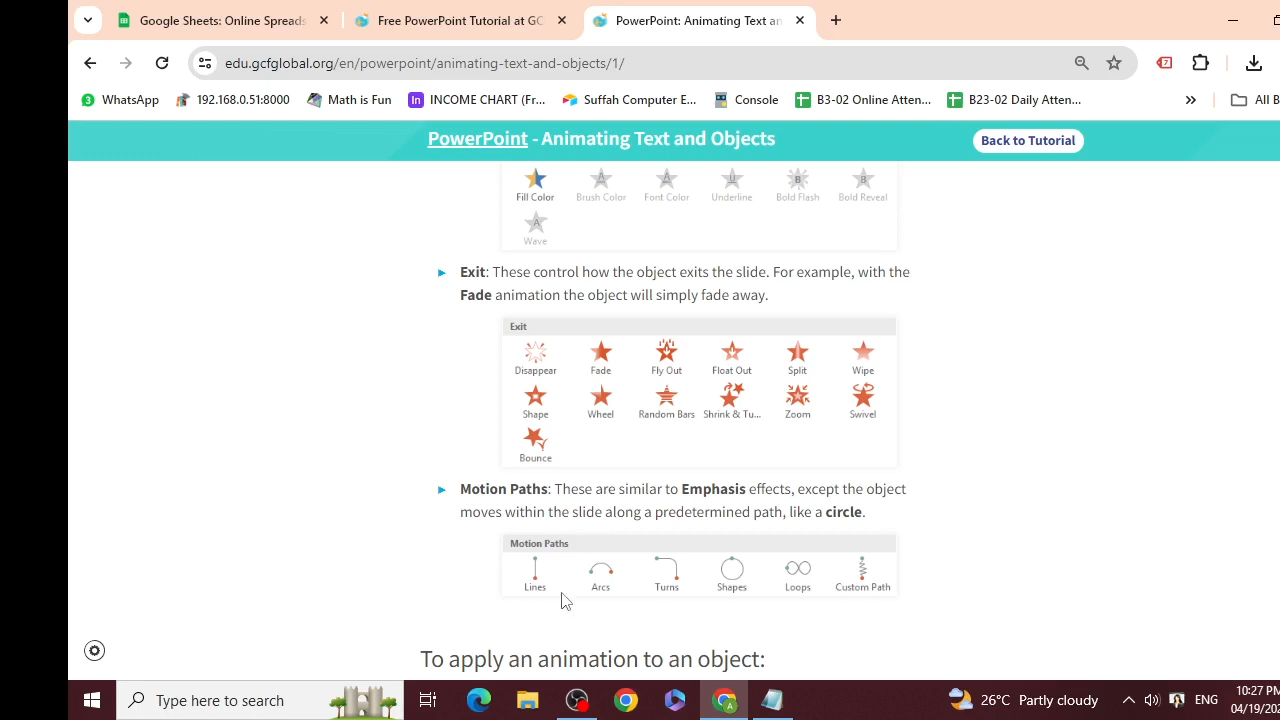 Google Sheets: Online Spreads
Free PowerPoint Tutorial at GC
PowerPoint: Animating Text an
edu.gcfglobal.org/en/powerpoint/animating-text-and-objects/1/
7
3 WhatsApp
192.168.0.51:8000
Math is Fun
In INCOME CHART (Fr...
Suffah Computer E...
Console
B3-02 Online Atten...
B23-02 Daily Atten...
All B
PowerPoint - Animating Text and Objects
Back to Tutorial
Fill Color Brush Color Font Color Underline Bold Flash Bold Reveal
Wave
Exit: These control how the object exits the slide. For example, with the
Fade animation the object will simply fade away.
Exit
Disappear Fade Fly Out Float Out Split Wipe
Shape Wheel Random Bars Shrink & Tu... Zoom Swivel
Bounce
Motion Paths: These are similar to Emphasis effects, except the object
moves within the slide along a predetermined path, like a circle.
Motion Paths
Lines Arcs Turns Shapes Loops Custom Path
To apply an animation to an object:
Type here to search
26°C Partly cloudy
ENG
10:27 PM
04/19/202